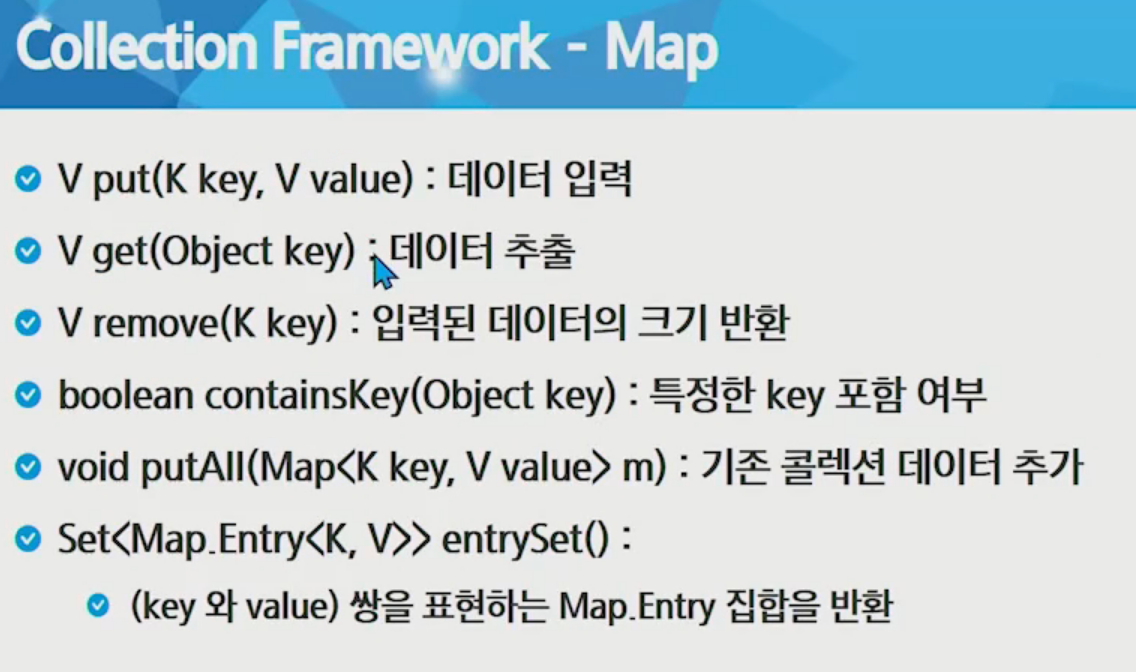 Collection Framework - Map
V put(K key, V value) : 데이터 입력
V get(Object key) : 데이터 추출
V remove(K key) : 입력된 데이터의 크기 반환
boolean containsKey(Object key) : 특정한 key 포함 여부
void putAll(Map<K key, V value> m) : 기존 콜렉션 데이터 추가
Set<Map.Entry<K, V>> entrySet() :
(key 와 value) 쌍을 표현하는 Map.Entry 집합을 반환